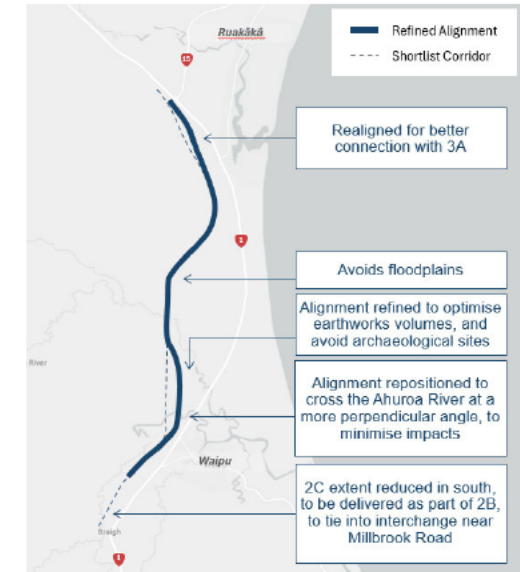 Ruakākā
Refined Alignment
Shortlist Corridor
15
Realigned for better
connection with 3A
1
Avoids floodplains
Alignment refined to optimise
earthworks volumes, and
avoid archaeological sites
River
Alignment repositioned to
cross the Ahuroa River at a
more perpendicular angle, to
minimise impacts
Waipu
2C extent reduced in south,
to be delivered as part of 2B,
to tie into interchange near
Millbrook Road
Braigh
1